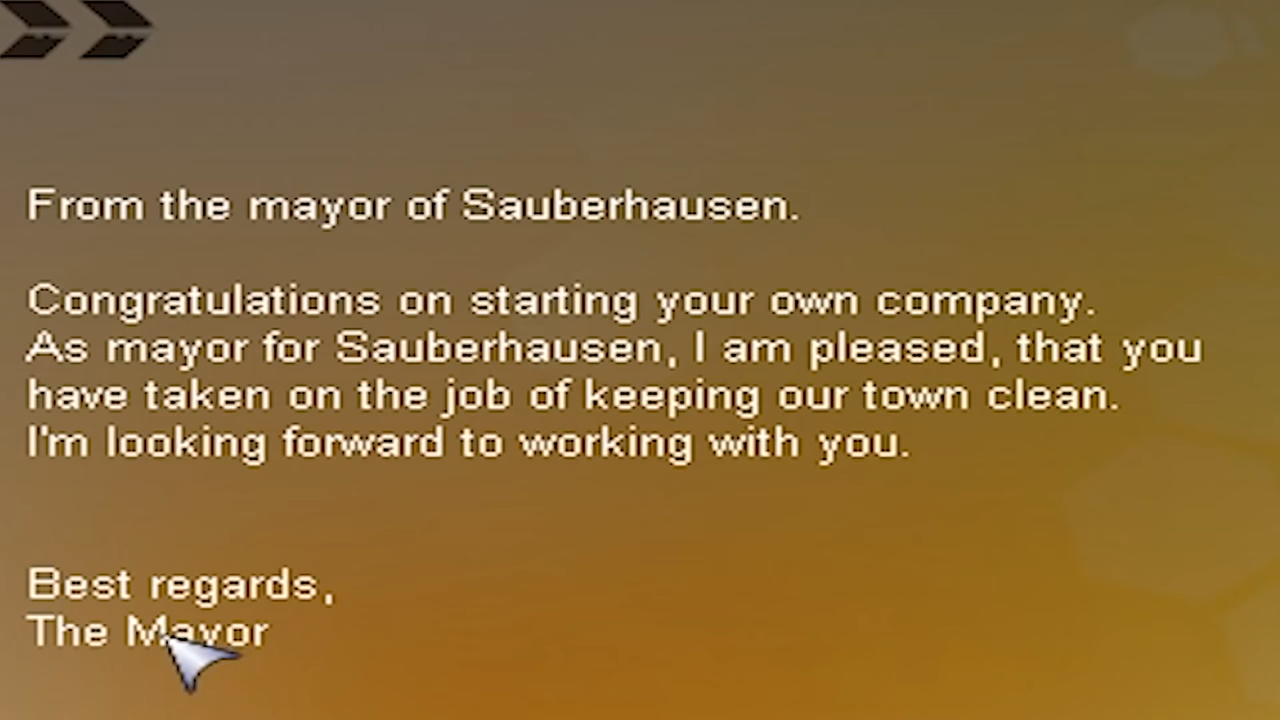 From the mayor of Sauberhausen.
Congratulations on starting your own company.
As mayor for Sauberhausen, I am pleased, that you
have taken on the job of keeping our town clean.
I'm looking forward to working with you.
Best regards,
The Mayor